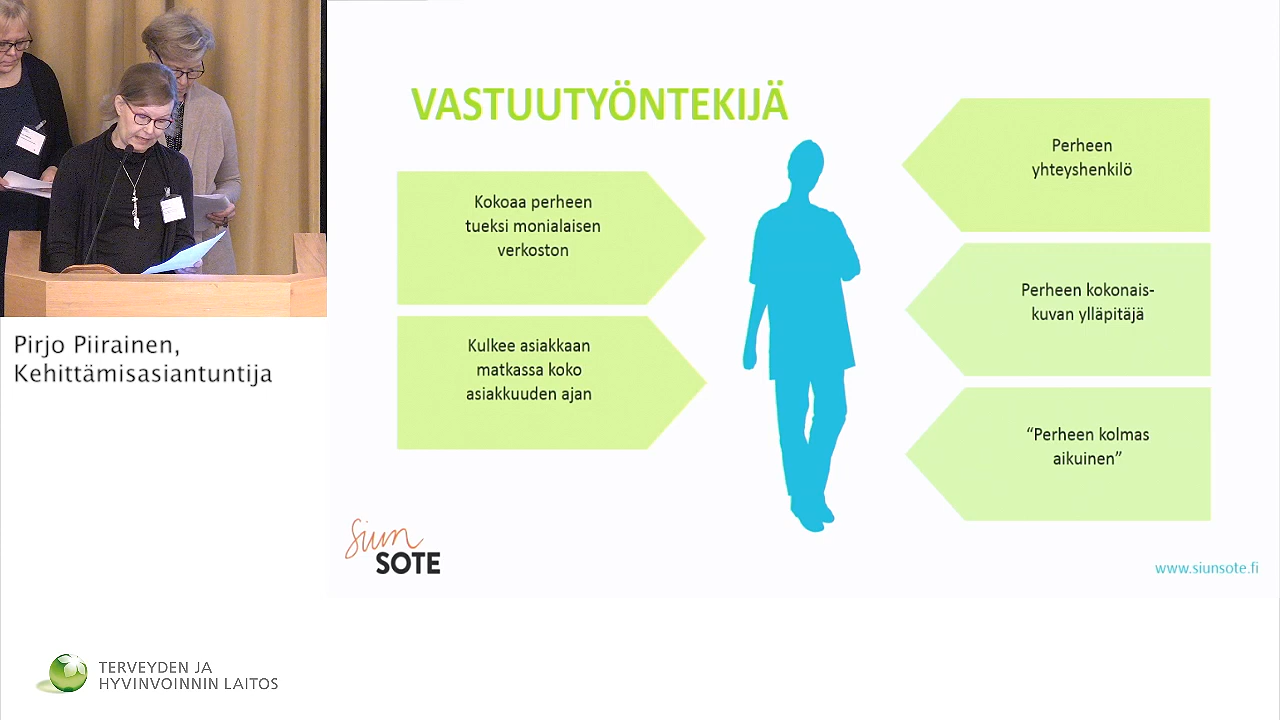 VASTUUTYÖNTEKIJÄ
Kokoaa perheen
tueksi monialaisen
verkoston
Kulkee asiakkaan
matkassa koko
asiakkuuden ajan
Perheen
yhteyshenkilö
Perheen kokonais-
kuvan ylläpitäjä
“Perheen kolmas
aikuinen”
Siun
SOTE
www.siunsote.fi
Pirjo Piirainen,
Kehittämisasiantuntija
TERVEYDEN JA
HYVINVOINNIN LAITOS